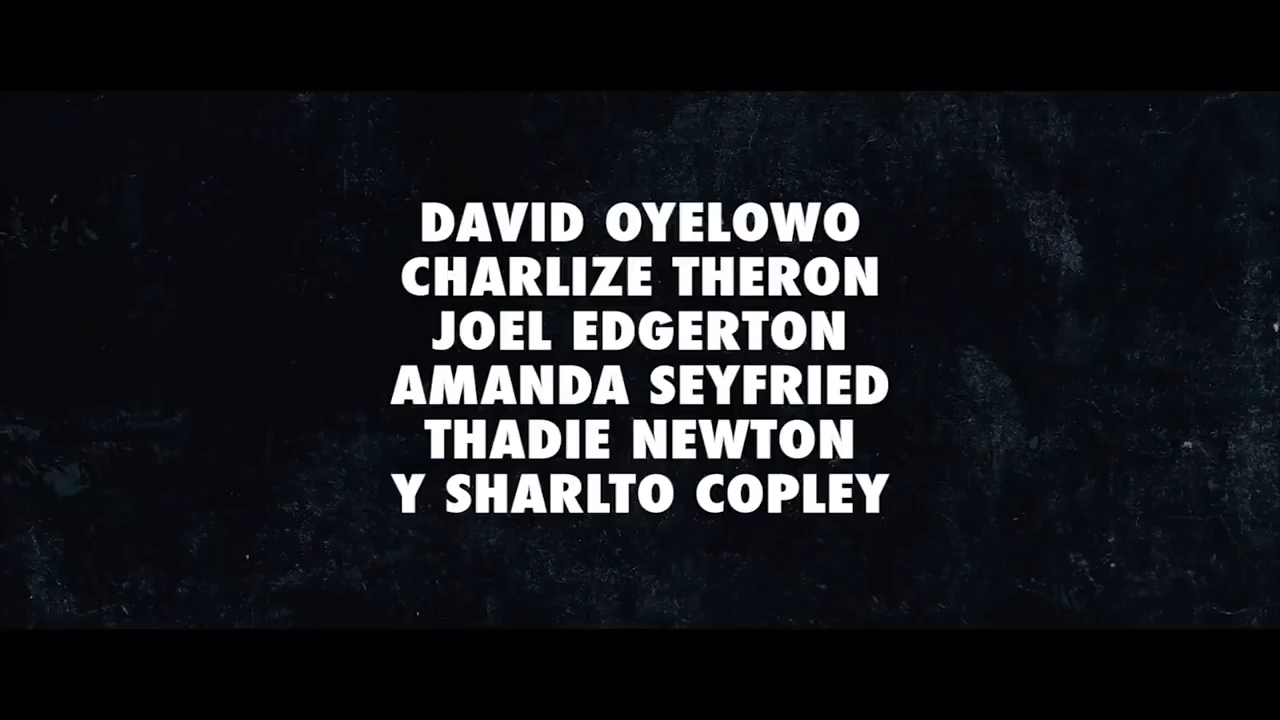 DAVID OYELOWO
CHARLIZE THERON
JOEL EDGERTON
AMANDA SEYFRIED
THADIE NEWTON
Y SHARLTO COPLEY